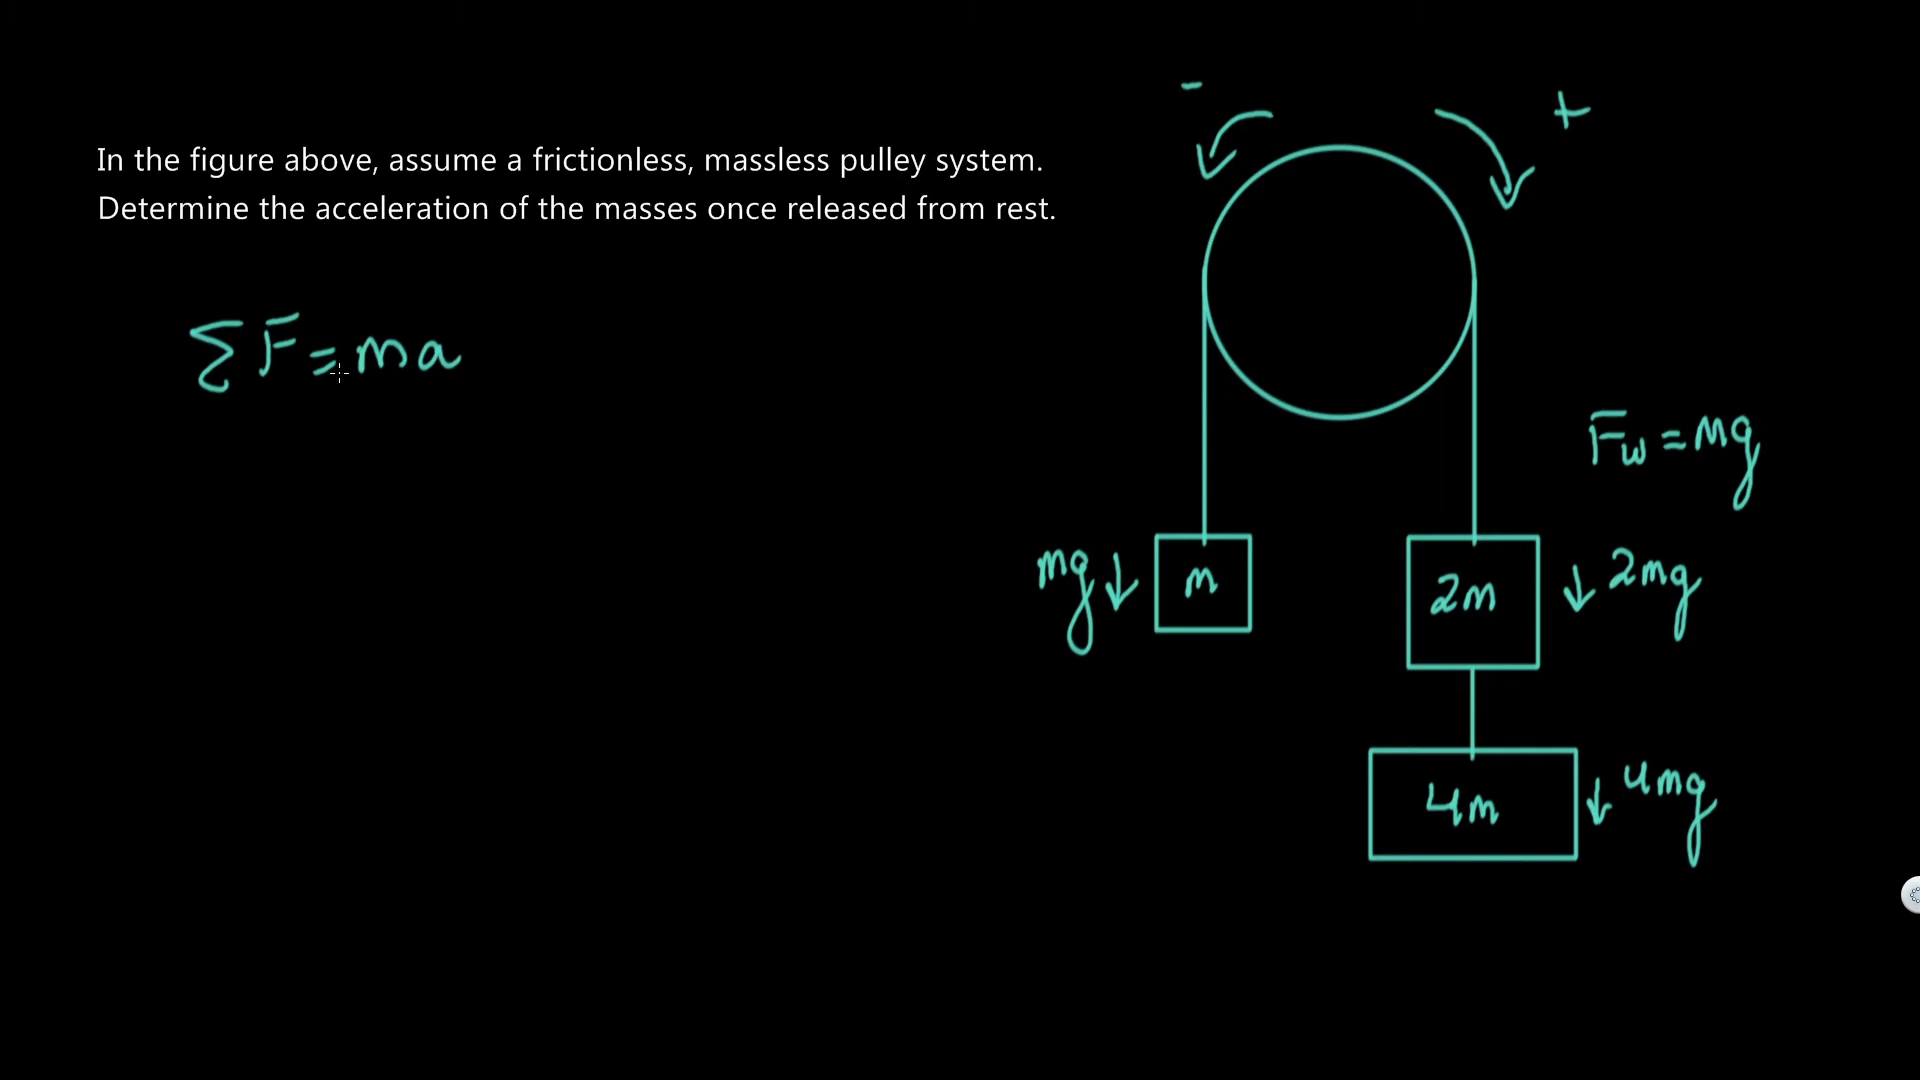 In the figure above, assume a frictionless, massless pulley system.
Determine the acceleration of the masses once released from rest.
ΣF=ma
- +
Fw=mg
mg↓ m 2m ↓2mg
4m ↓4mg